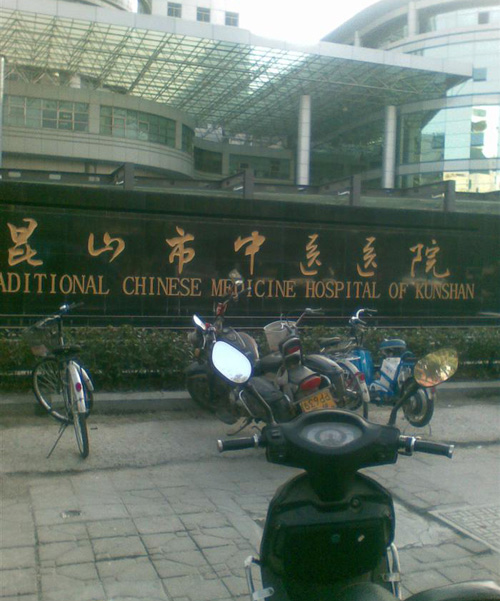 昆山市中医医院
ADITIONAL CHINESE MEDICINE HOSPITAL OF KUNSHAN